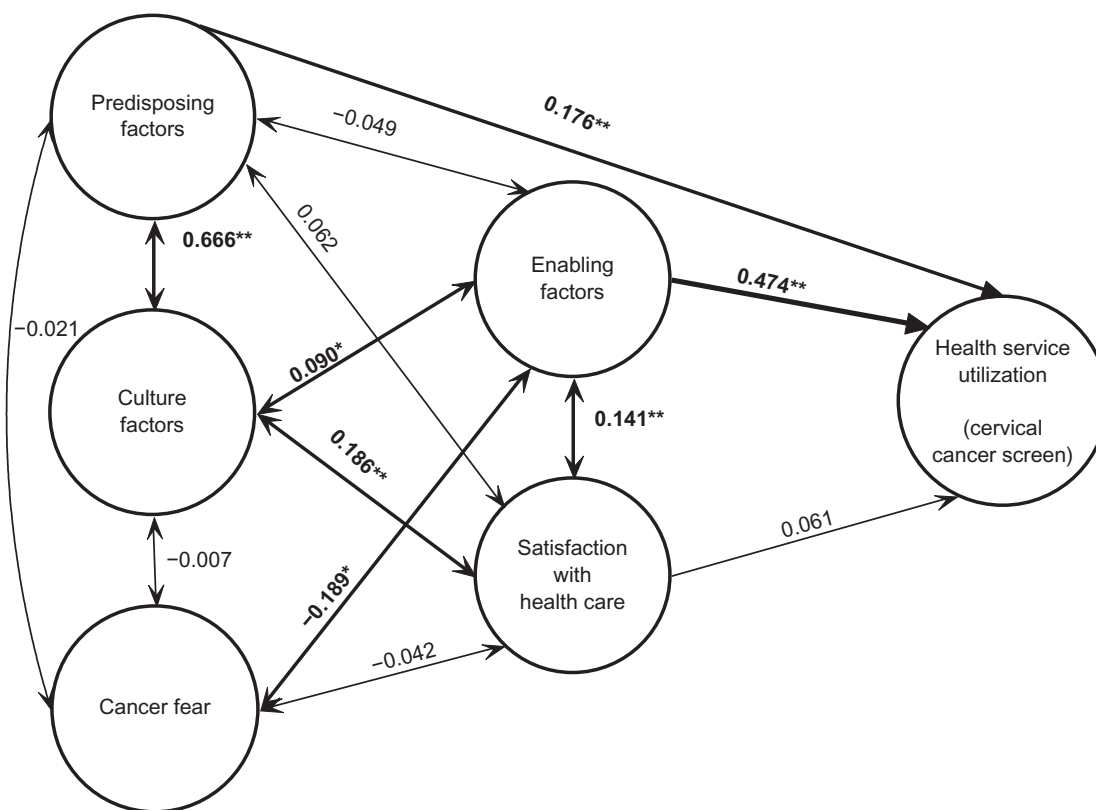 Predisposing
factors
0.176**
−0.049
0.062
0.666**
Enabling
factors
0.474**
−0.021
Health service
utilization
(cervical
cancer screen)
0.090*
Culture
factors
0.141**
0.186**
0.061
−0.007
Satisfaction
with
health care
−0.189*
−0.042
Cancer fear